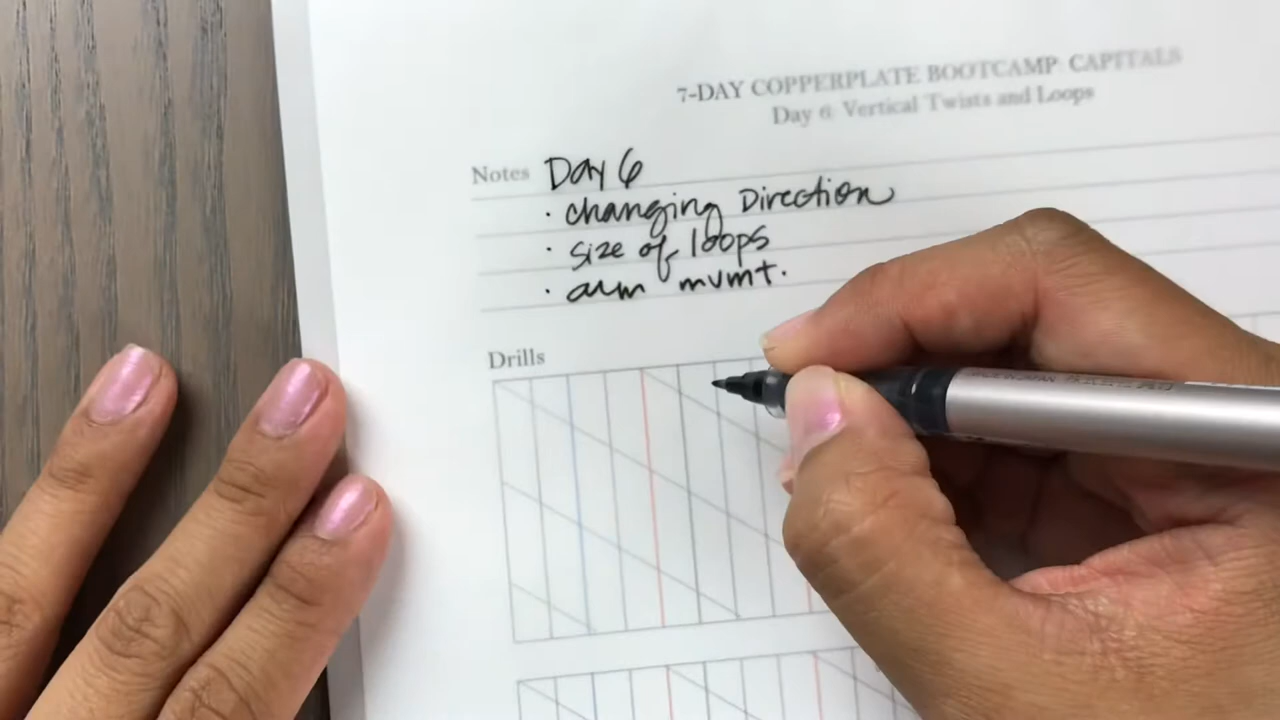 7-DAY COPPERPLATE BOOTCAMP: CAPITALS
Day 6: Vertical Twists and Loops
Notes Day 6
· changing Direction
· size of loops
· arm mvmt.
Drills